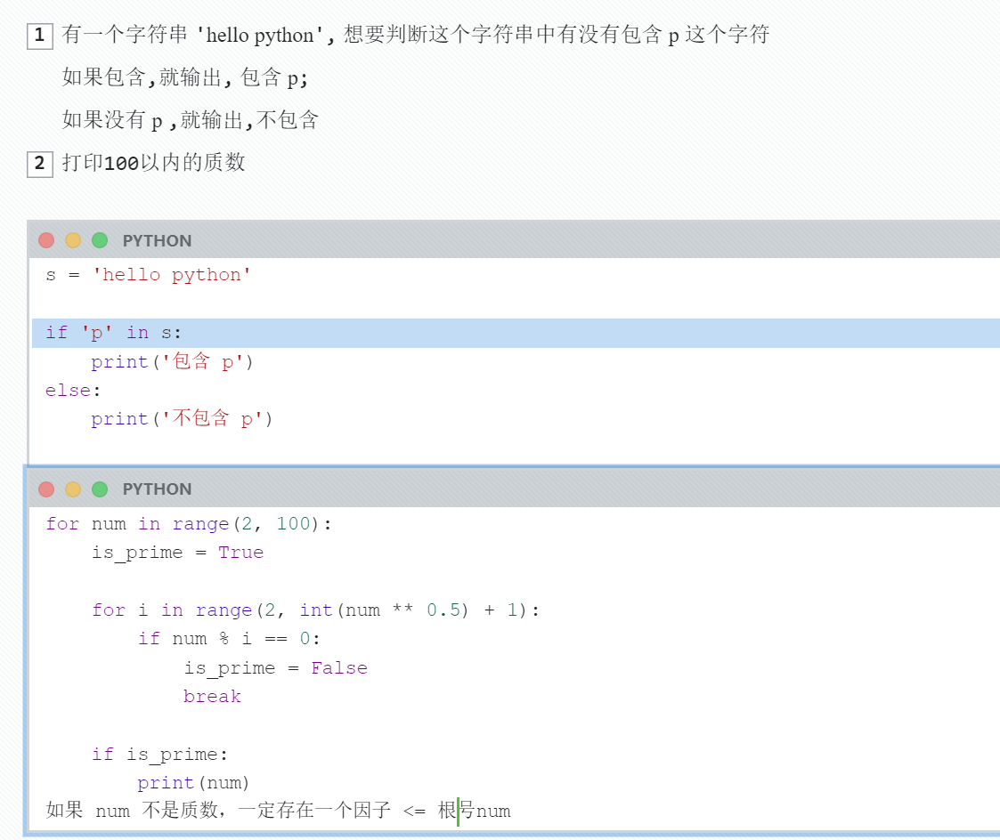 1 有一个字符串 'hello python', 想要判断这个字符串中有没有包含 p 这个字符
如果包含,就输出, 包含 p;
如果没有 p ,就输出,不包含
2 打印100以内的质数
PYTHON
s = 'hello python'
if 'p' in s:
    print('包含 p')
else:
    print('不包含 p')
PYTHON
for num in range(2, 100):
    is_prime = True
    for i in range(2, int(num ** 0.5) + 1):
        if num % i == 0:
            is_prime = False
            break
    if is_prime:
        print(num)
如果 num 不是质数，一定存在一个因子 <= 根号num